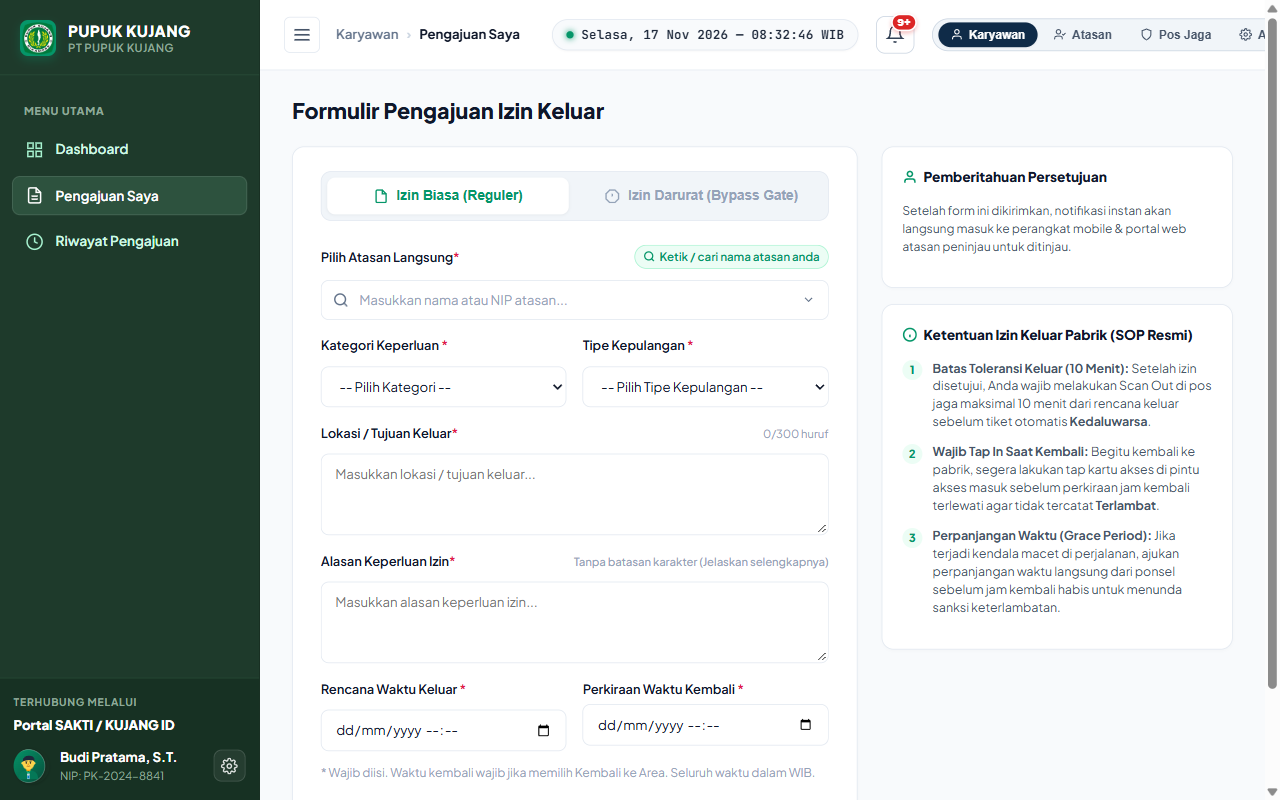 PUPUK KUJANG
PT PUPUK KUJANG
MENU UTAMA
Dashboard
Pengajuan Saya
Riwayat Pengajuan
TERHUBUNG MELALUI
Portal SAKTI / KUJANG ID
Budi Pratama, S.T.
NIP: PK-2024-8841
Karyawan › Pengajuan Saya
Selasa, 17 Nov 2026 — 08:32:46 WIB
9+
Karyawan
Atasan
Pos Jaga
A
Formulir Pengajuan Izin Keluar
Izin Biasa (Reguler)
Izin Darurat (Bypass Gate)
Pilih Atasan Langsung*
Ketik / cari nama atasan anda
Masukkan nama atau NIP atasan...
Kategori Keperluan *
Tipe Kepulangan *
-- Pilih Kategori --
-- Pilih Tipe Kepulangan --
Lokasi / Tujuan Keluar*
0/300 huruf
Masukkan lokasi / tujuan keluar...
Alasan Keperluan Izin*
Tanpa batasan karakter (Jelaskan selengkapnya)
Masukkan alasan keperluan izin...
Rencana Waktu Keluar *
Perkiraan Waktu Kembali *
dd/mm/yyyy --:--
dd/mm/yyyy --:--
* Wajib diisi. Waktu kembali wajib jika memilih Kembali ke Area. Seluruh waktu dalam WIB.
Pemberitahuan Persetujuan
Setelah form ini dikirimkan, notifikasi instan akan
langsung masuk ke perangkat mobile & portal web
atasan peninjau untuk ditinjau.
Ketentuan Izin Keluar Pabrik (SOP Resmi)
1 Batas Toleransi Keluar (10 Menit): Setelah izin
disetujui, Anda wajib melakukan Scan Out di pos
jaga maksimal 10 menit dari rencana keluar
sebelum tiket otomatis Kedaluwarsa.
2 Wajib Tap In Saat Kembali: Begitu kembali ke
pabrik, segera lakukan tap kartu akses di pintu
akses masuk sebelum perkiraan jam kembali
terlewati agar tidak tercatat Terlambat.
3 Perpanjangan Waktu (Grace Period): Jika
terjadi kendala macet di perjalanan, ajukan
perpanjangan waktu langsung dari ponsel
sebelum jam kembali habis untuk menunda
sanksi keterlambatan.